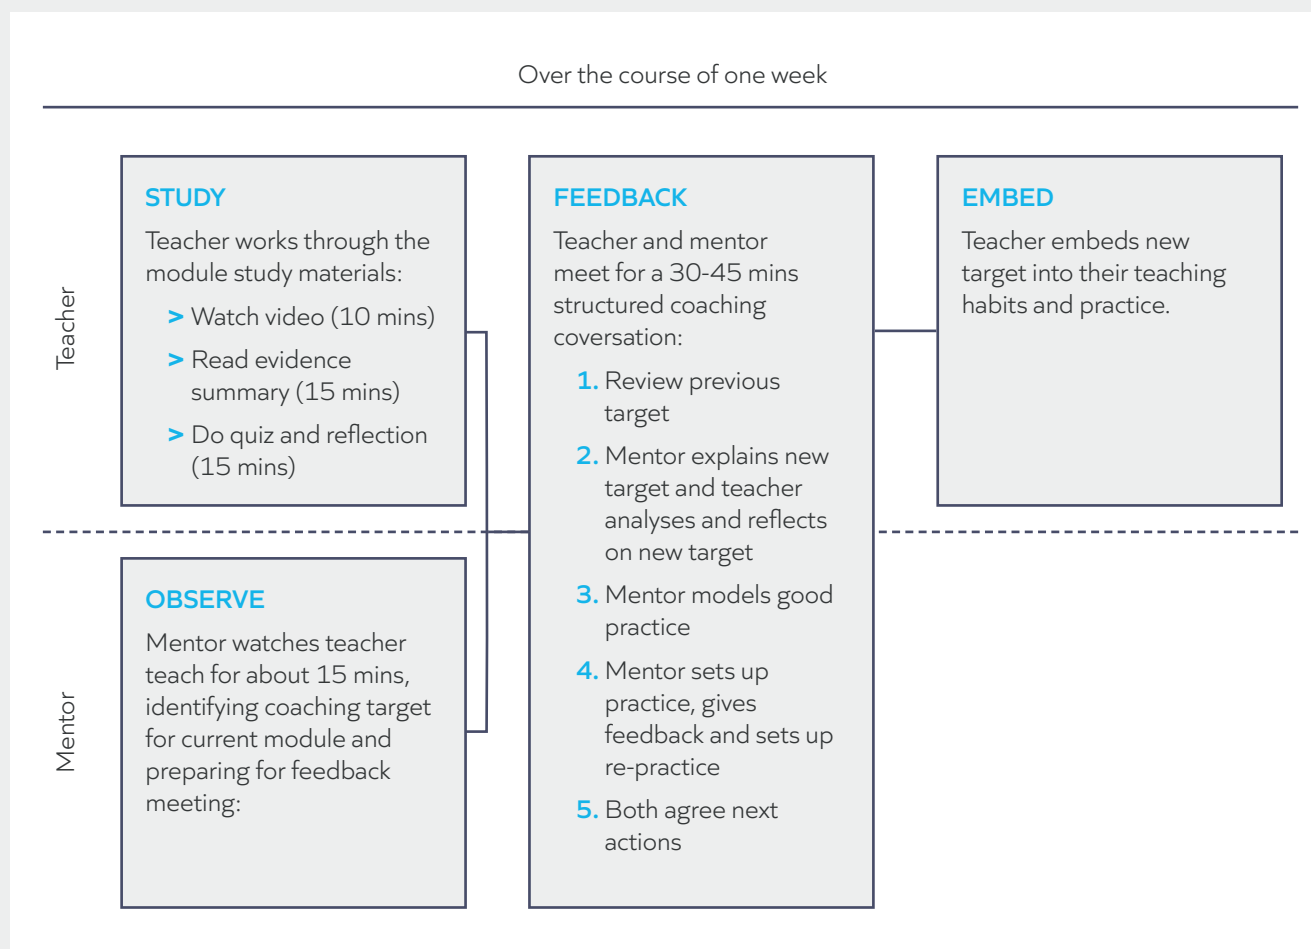 Over the course of one week
Teacher
STUDY
Teacher works through the
module study materials:
> Watch video (10 mins)
> Read evidence
summary (15 mins)
> Do quiz and reflection
(15 mins)
Mentor
OBSERVE
Mentor watches teacher
teach for about 15 mins,
identifying coaching target
for current module and
preparing for feedback
meeting:
FEEDBACK
Teacher and mentor
meet for a 30-45 mins
structured coaching
coversation:
1. Review previous
target
2. Mentor explains new
target and teacher
analyses and reflects
on new target
3. Mentor models good
practice
4. Mentor sets up
practice, gives
feedback and sets up
re-practice
5. Both agree next
actions
EMBED
Teacher embeds new
target into their teaching
habits and practice.